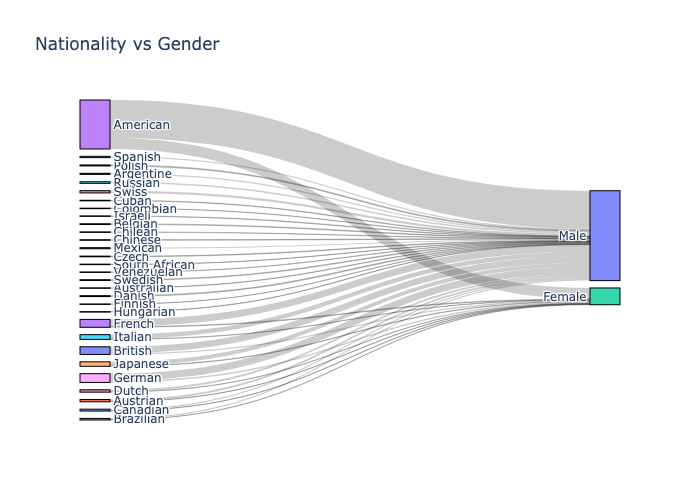 Nationality vs Gender
American
Spanish
Polish
Argentine
Russian
Swiss
Cuban
Colombian
Israeli
Belgian
Chilean
Chinese
Mexican
Czech
South African
Venezuelan
Swedish
Australian
Danish
Finnish
Hungarian
French
Italian
British
Japanese
German
Dutch
Austrian
Canadian
Brazilian
Male
Female